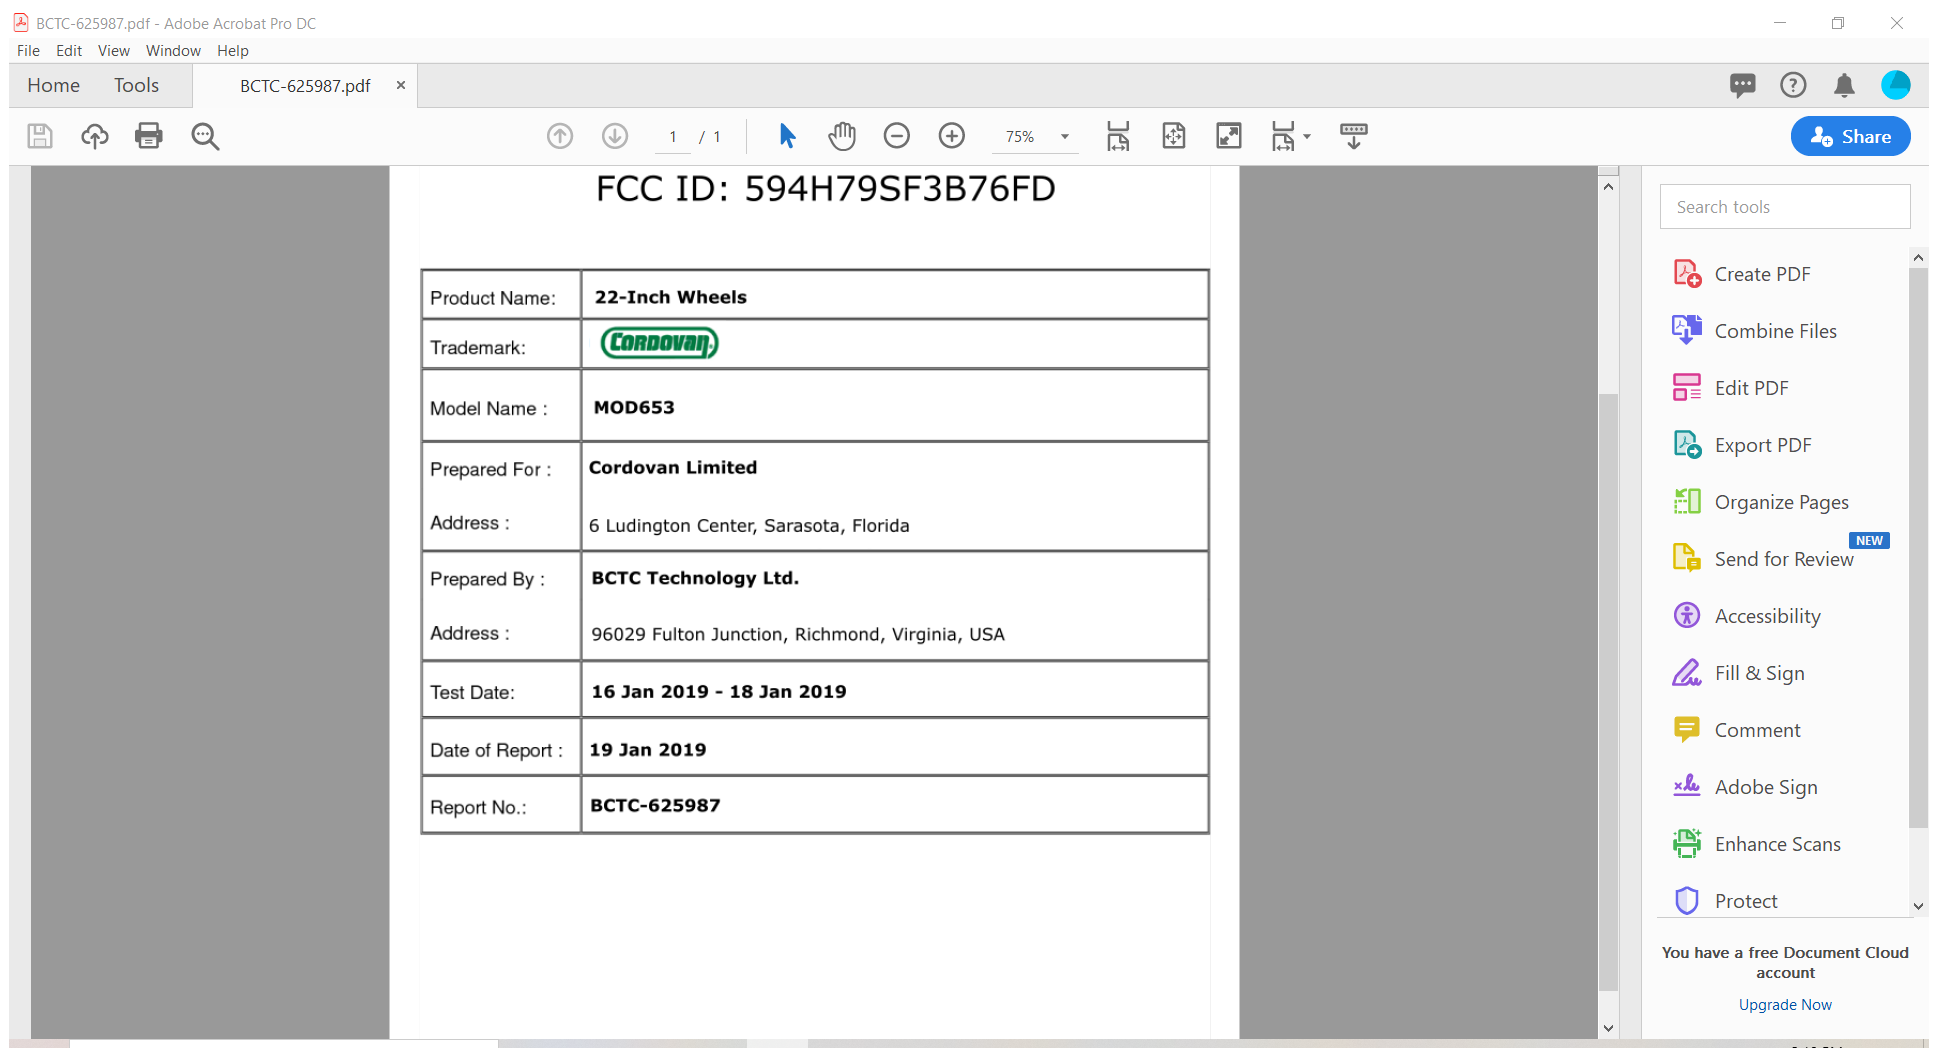 BCTC-625987.pdf - Adobe Acrobat Pro DC
File Edit View Window Help
Home Tools BCTC-625987.pdf ×
1 / 1 75% Share
FCC ID: 594H79SF3B76FD
Product Name: 22-Inch Wheels
Trademark: CORDOVAN
Model Name : MOD653
Prepared For : Cordovan Limited
Address : 6 Ludington Center, Sarasota, Florida
Prepared By : BCTC Technology Ltd.
Address : 96029 Fulton Junction, Richmond, Virginia, USA
Test Date: 16 Jan 2019 - 18 Jan 2019
Date of Report : 19 Jan 2019
Report No.: BCTC-625987
Search tools
Create PDF
Combine Files
Edit PDF
Export PDF
Organize Pages
NEW
Send for Review
Accessibility
Fill & Sign
Comment
Adobe Sign
Enhance Scans
Protect
You have a free Document Cloud
account
Upgrade Now